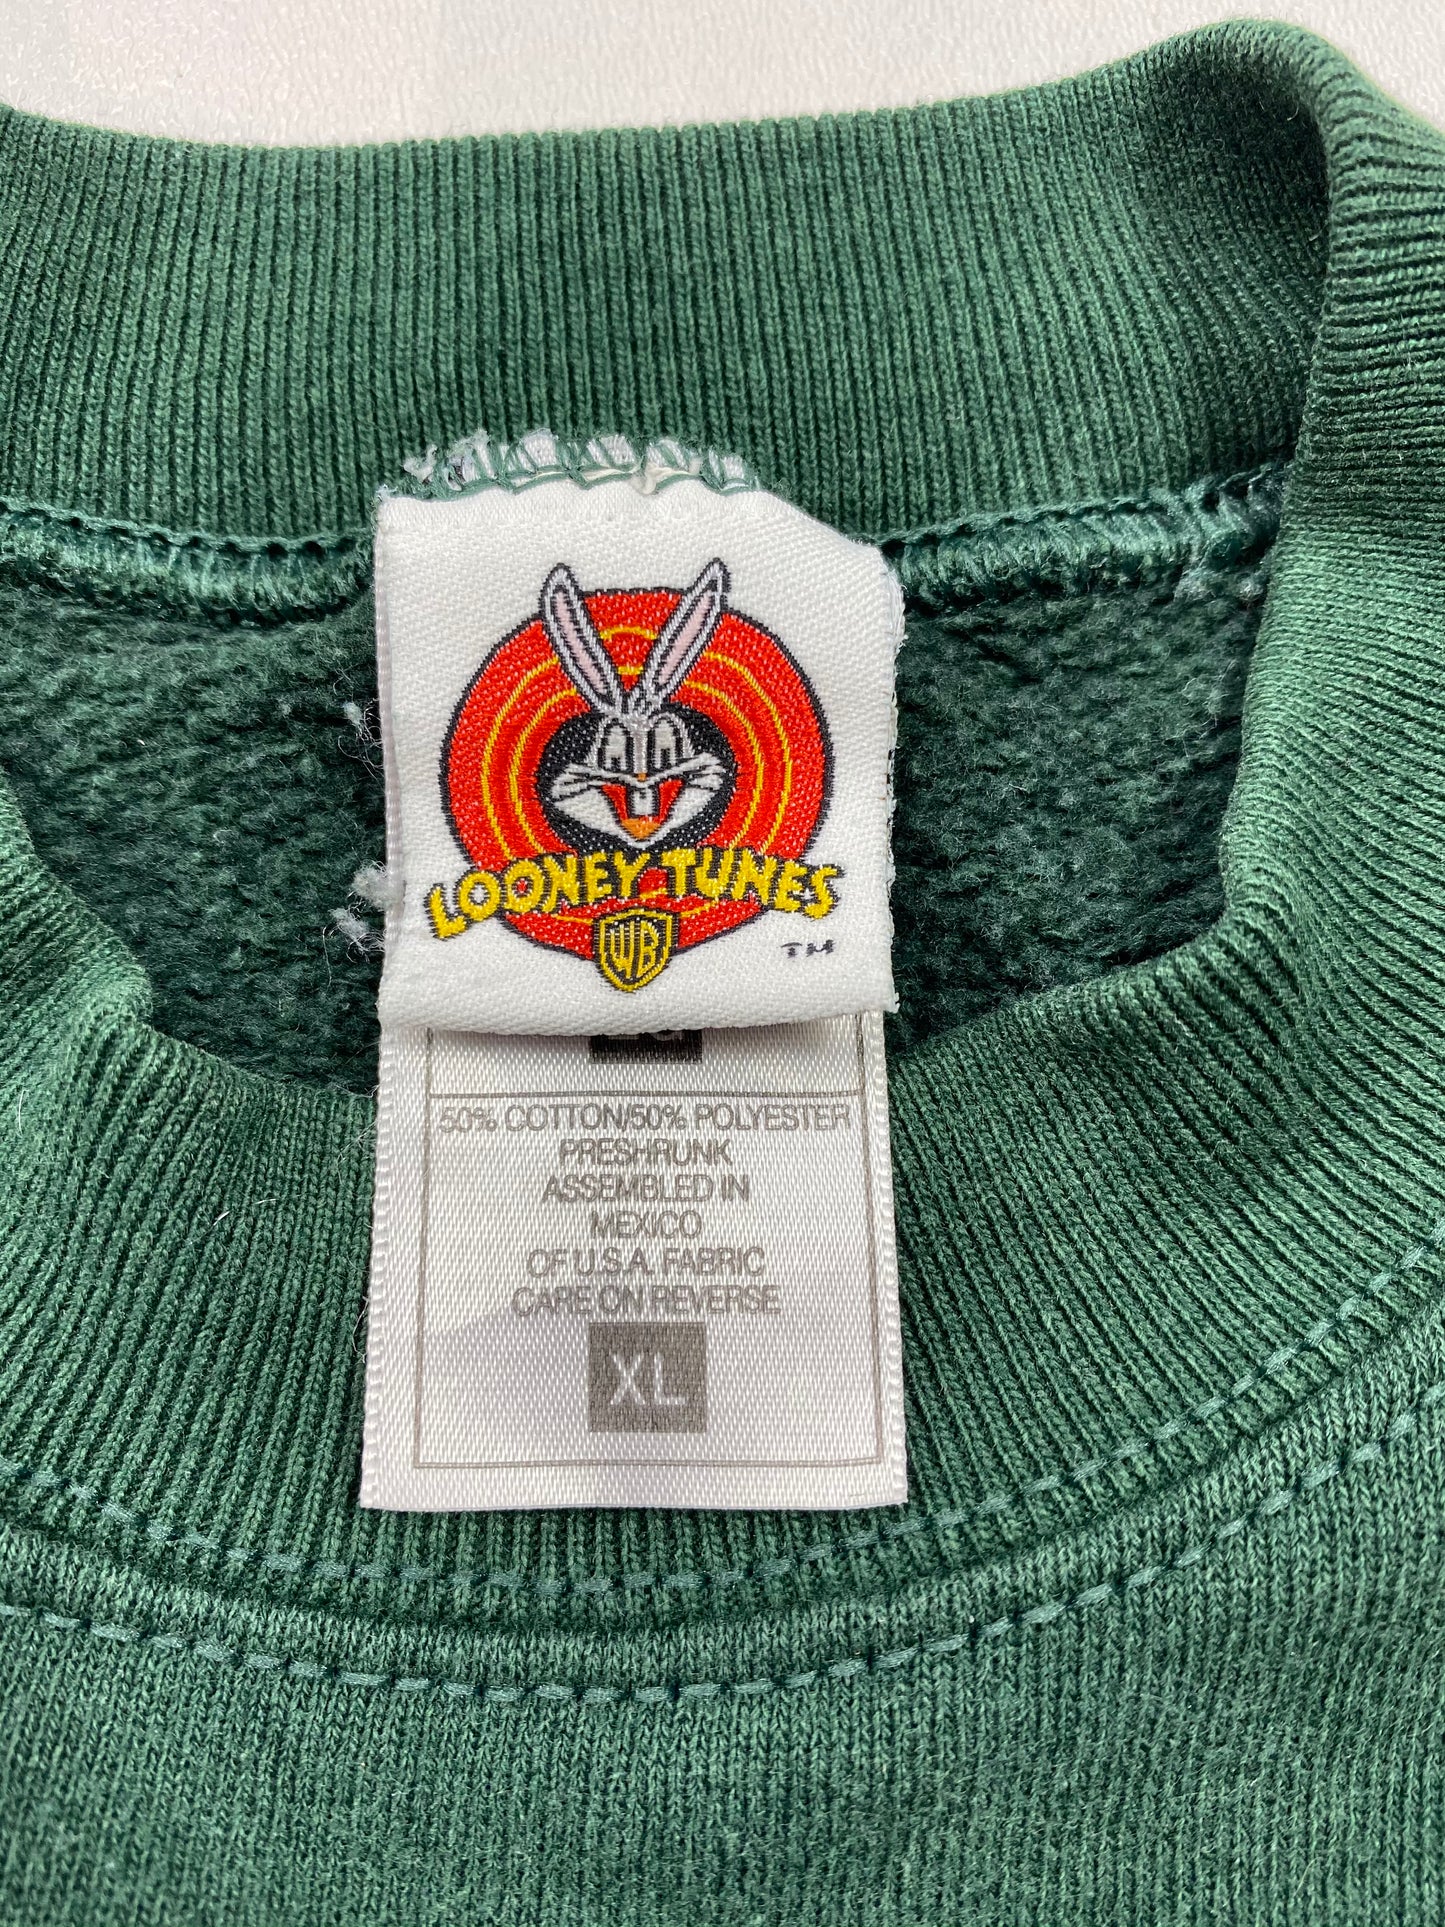 LOONEY TUNES
WB
TM
50% COTTON/50% POLYESTER
PRESHRUNK
ASSEMBLED IN
MEXICO
OF U.S.A. FABRIC
CARE ON REVERSE
XL